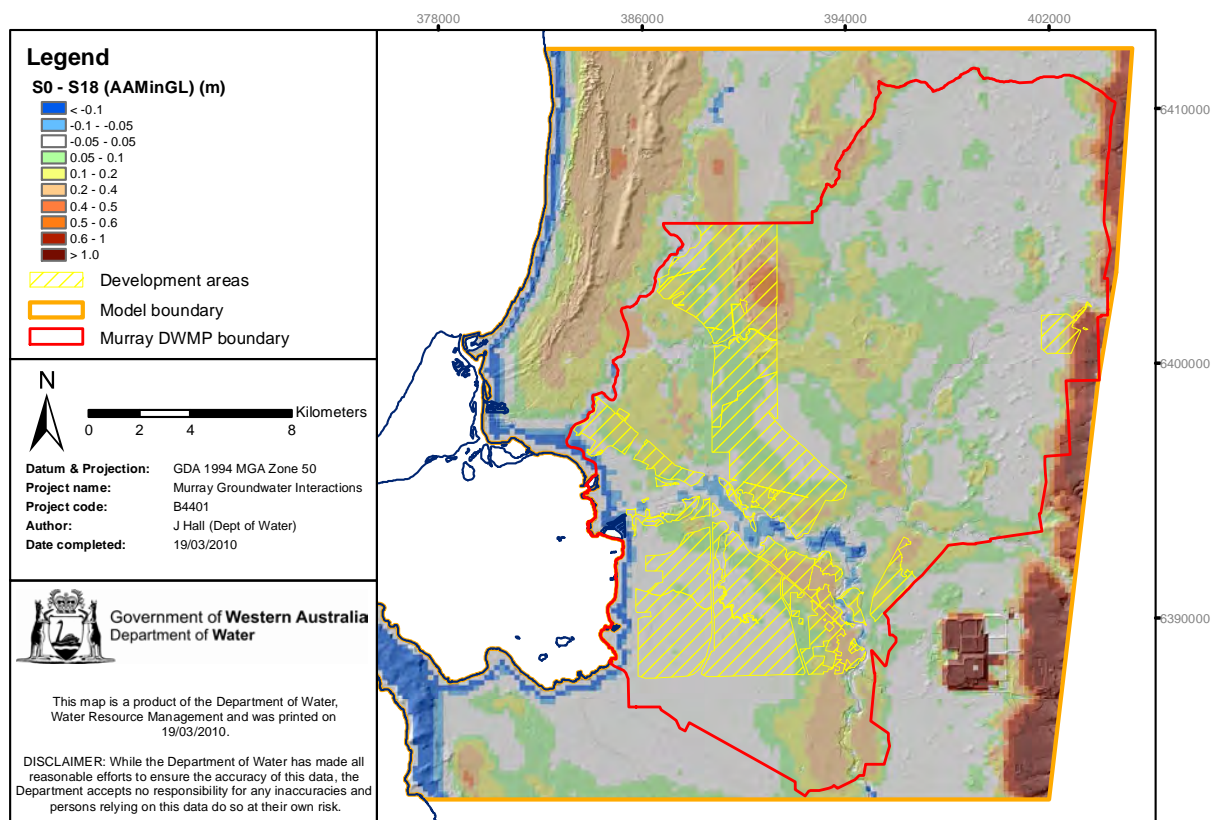 378000 386000 394000 402000
Legend
S0 - S18 (AAMinGL) (m)
< -0.1
-0.1 - -0.05
-0.05 - 0.05
0.05 - 0.1
0.1 - 0.2
0.2 - 0.4
0.4 - 0.5
0.5 - 0.6
0.6 - 1
> 1.0
Development areas
Model boundary
Murray DWMP boundary
N
Kilometers
0 2 4 8
Datum & Projection: GDA 1994 MGA Zone 50
Project name: Murray Groundwater Interactions
Project code: B4401
Author: J Hall (Dept of Water)
Date completed: 19/03/2010
Government of Western Australia
Department of Water
This map is a product of the Department of Water,
Water Resource Management and was printed on
19/03/2010.
DISCLAIMER: While the Department of Water has made all
reasonable efforts to ensure the accuracy of this data, the
Department accepts no responsibility for any inaccuracies and
persons relying on this data do so at their own risk.
6410000
6400000
6390000